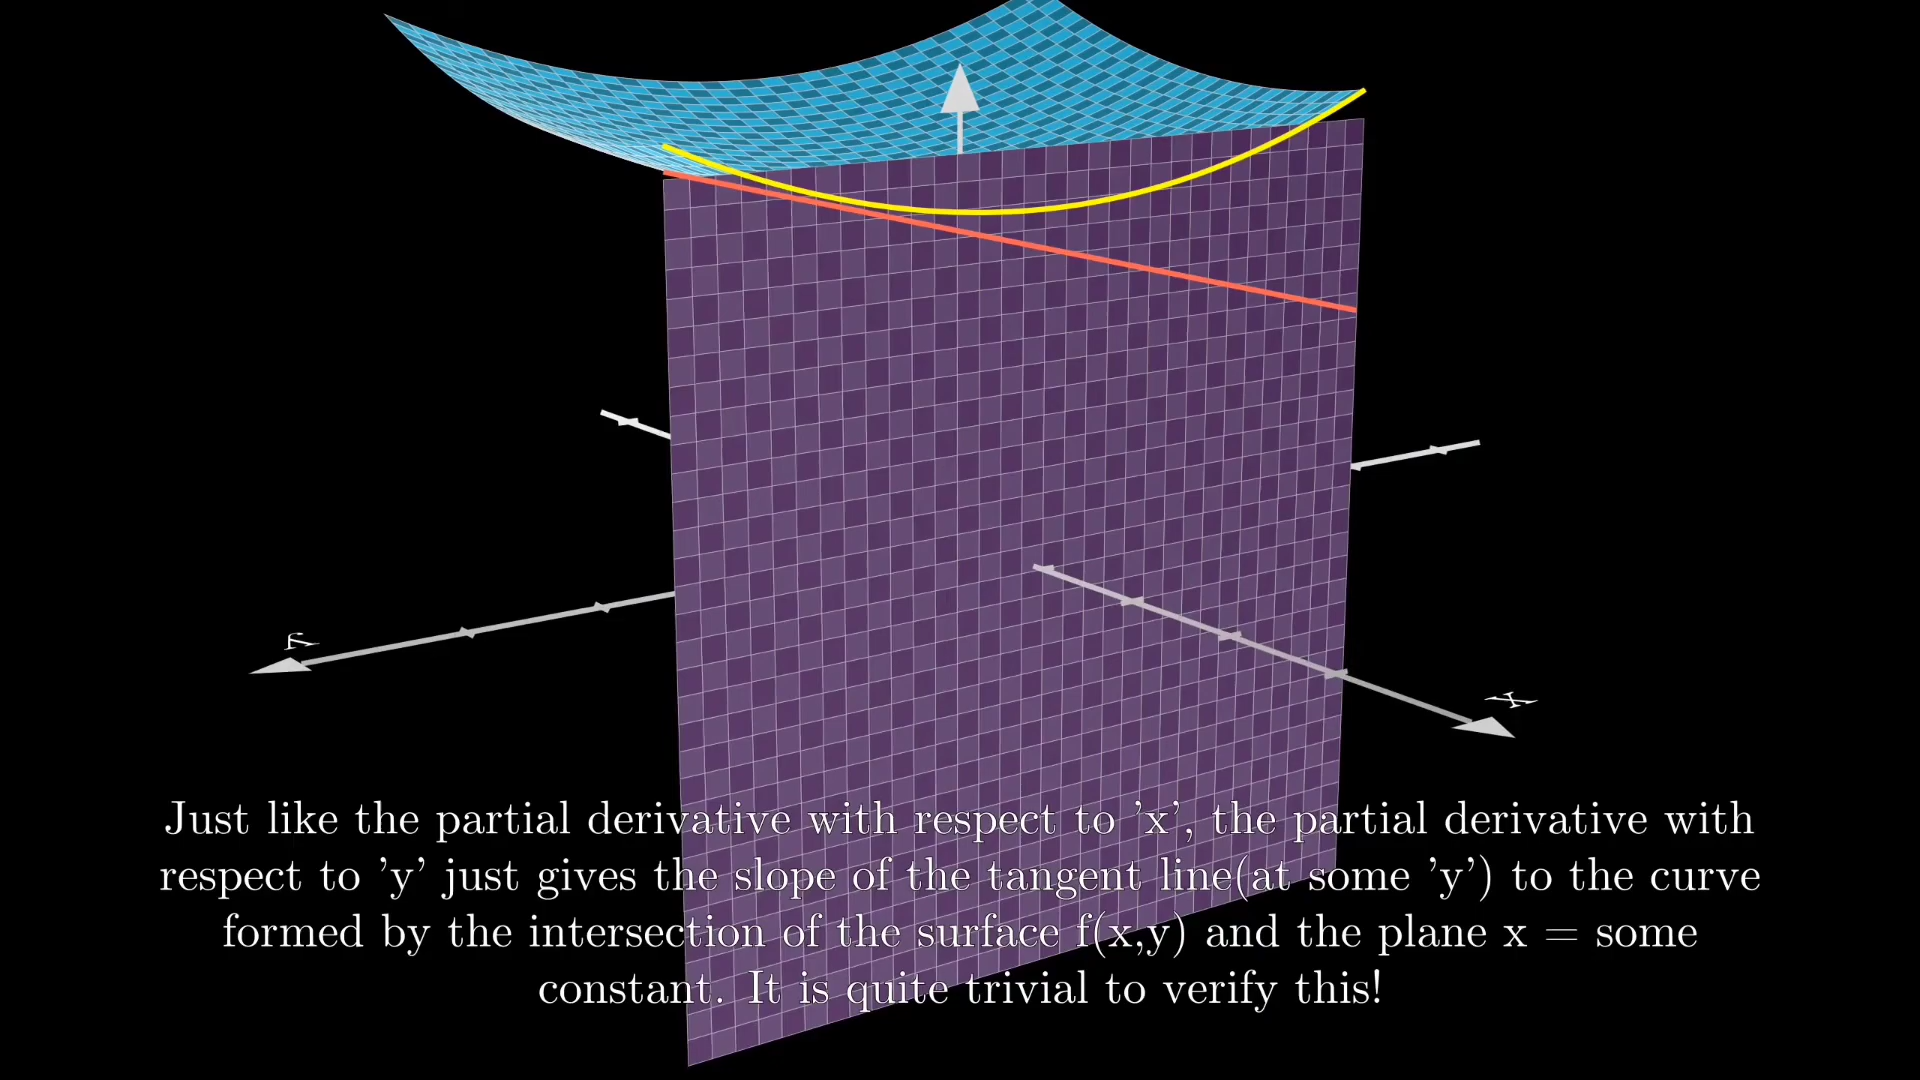 Y
X
Just like the partial derivative with respect to 'x', the partial derivative with
respect to 'y' just gives the slope of the tangent line(at some 'y') to the curve
formed by the intersection of the surface f(x,y) and the plane x = some
constant. It is quite trivial to verify this!